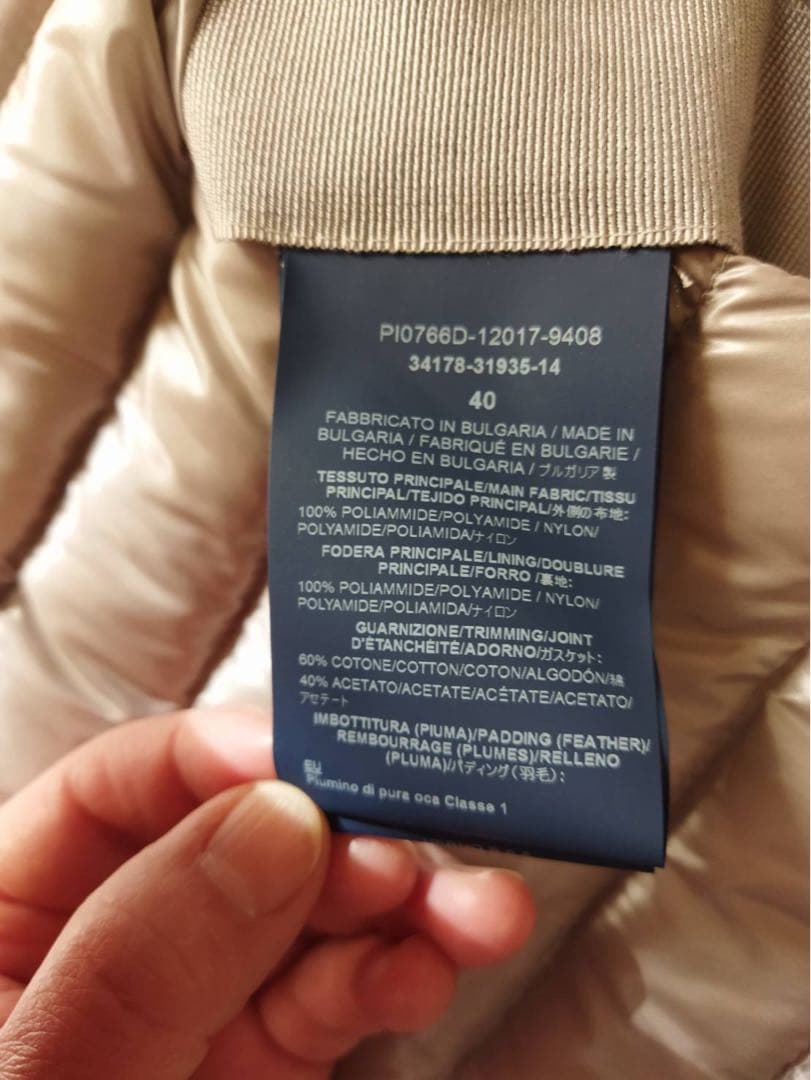 PI0766D-12017-9408
34178-31935-14
40
FABBRICATO IN BULGARIA / MADE IN
BULGARIA / FABRIQUÉ EN BULGARIE /
HECHO EN BULGARIA / ブルガリア製
TESSUTO PRINCIPALE/MAIN FABRIC/TISSU
PRINCIPAL/TEJIDO PRINCIPAL/外側の布地:
100% POLIAMMIDE/POLYAMIDE / NYLON/
POLYAMIDE/POLIAMIDA/ナイロン
FODERA PRINCIPALE/LINING/DOUBLURE
PRINCIPALE/FORRO /裏地:
100% POLIAMMIDE/POLYAMIDE / NYLON/
POLYAMIDE/POLIAMIDA/ナイロン
GUARNIZIONE/TRIMMING/JOINT
D'ÉTANCHÉITÉ/ADORNO/ガスケット:
60% COTONE/COTTON/COTON/ALGODÓN/綿
40% ACETATO/ACETATE/ACÉTATE/ACETATO/
アセテート
IMBOTTITURA (PIUMA)/PADDING (FEATHER)/
REMBOURRAGE (PLUMES)/RELLENO
(PLUMA)/パディング(羽毛):
EU
Piumino di pura oca Classe 1